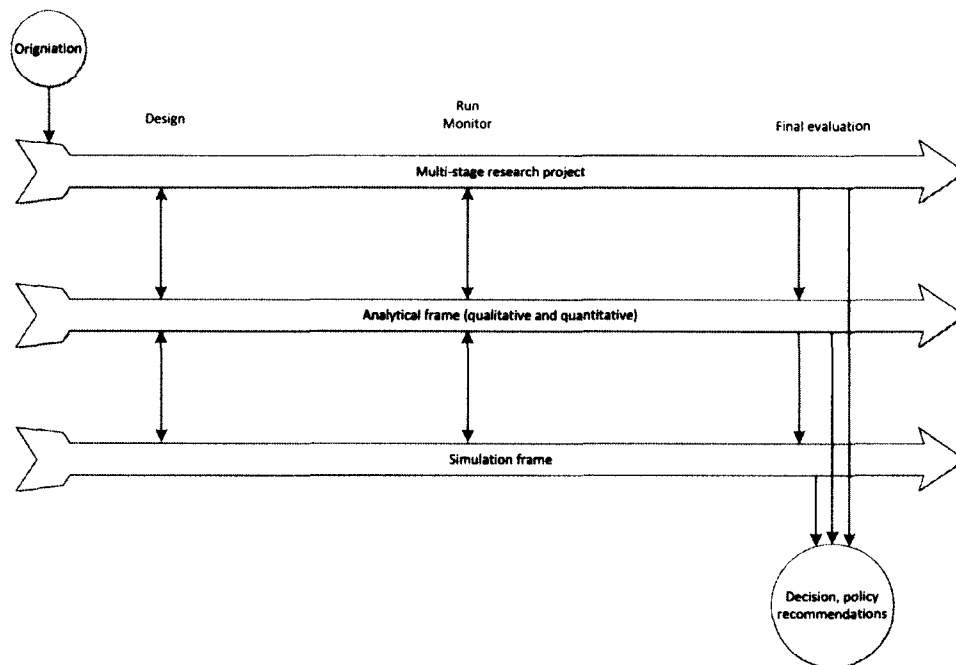 Origniation
Design
Run
Monitor
Final evaluation
Multi-stage research project
Analytical frame (qualitative and quantitative)
Simulation frame
Decision, policy
recommendations